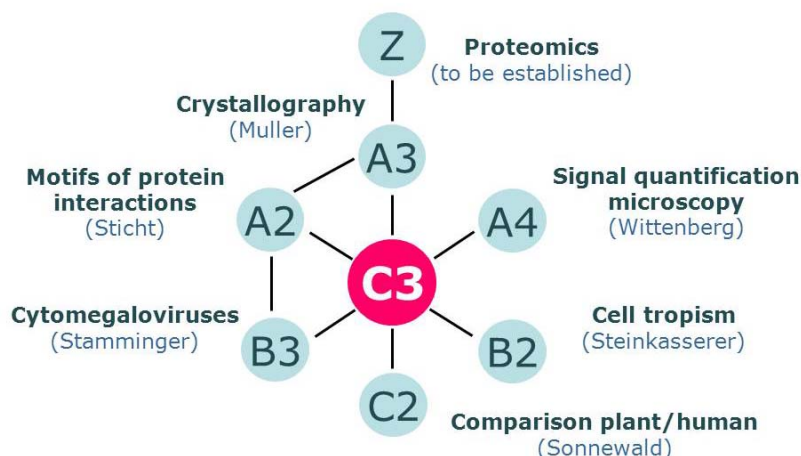 Z
Proteomics
(to be established)
Crystallography
(Muller)
A3
Motifs of protein
interactions
(Sticht)
A2
Signal quantification
microscopy
(Wittenberg)
A4
C3
Cytomegaloviruses
(Stamminger)
B3
Cell tropism
(Steinkasserer)
B2
C2
Comparison plant/human
(Sonnewald)